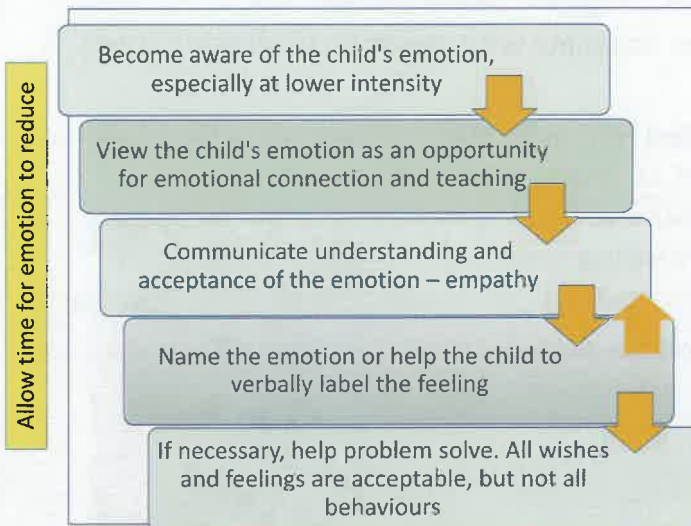 Allow time for emotion to reduce
Become aware of the child's emotion,
especially at lower intensity
View the child's emotion as an opportunity
for emotional connection and teaching
Communicate understanding and
acceptance of the emotion – empathy
Name the emotion or help the child to
verbally label the feeling
If necessary, help problem solve. All wishes
and feelings are acceptable, but not all
behaviours